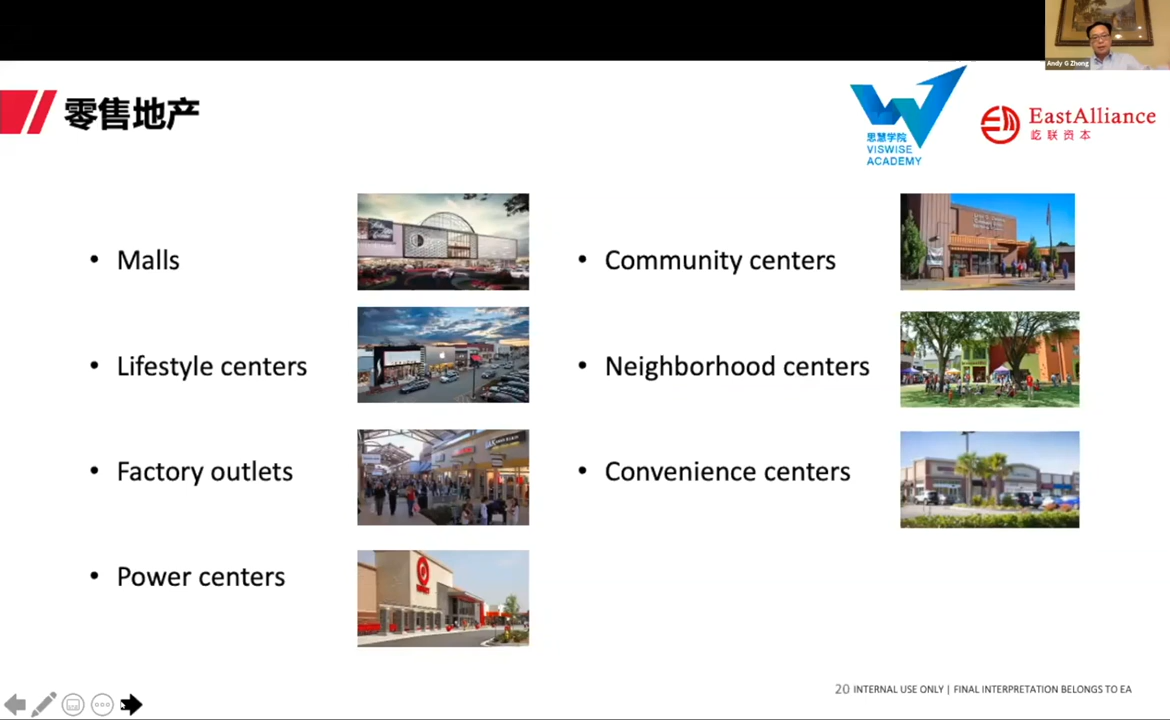 Andy G Zhong
零售地产
思慧学院
VISWISE
ACADEMY
EastAlliance
屹联资本
• Malls
• Lifestyle centers
• Factory outlets
• Power centers
• Community centers
• Neighborhood centers
• Convenience centers
20 INTERNAL USE ONLY | FINAL INTERPRETATION BELONGS TO EA